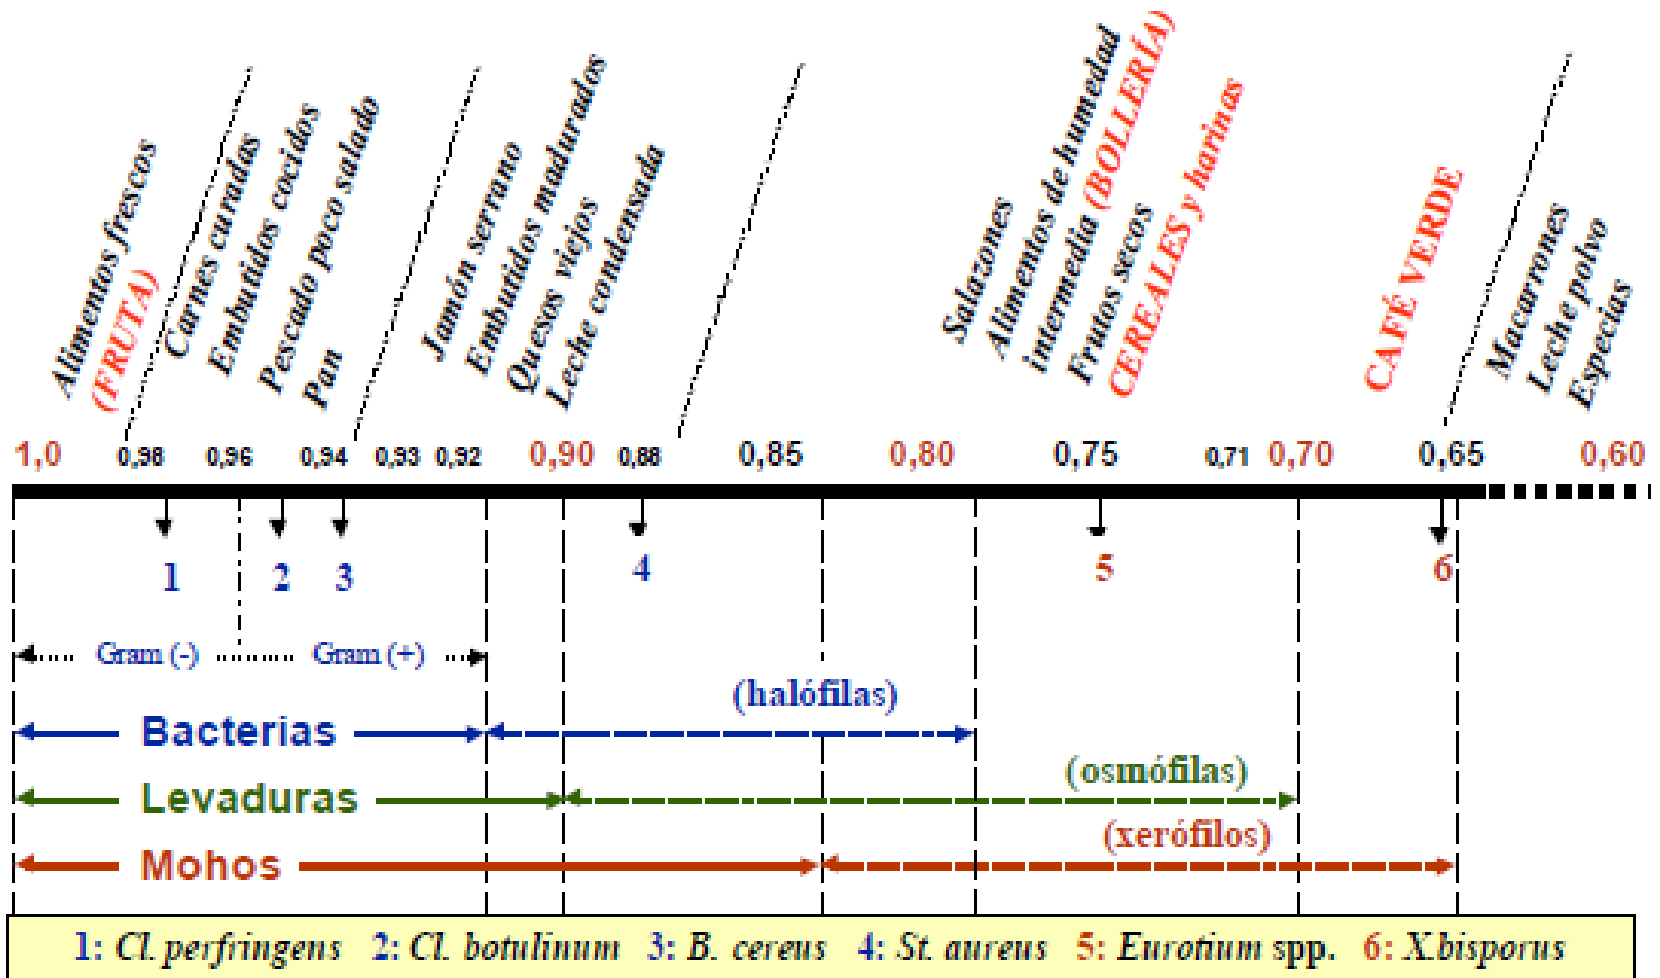 Alimentos frescos
(FRUTA)
Carnes curadas
Embutidos cocidos
Pescado poco salado
Pan
Jamón serrano
Embutidos madurados
Quesos viejos
Leche condensada
Salazones
Alimentos de humedad
intermedia (BOLLERÍA)
Frutos secos
CEREALES y harinas
CAFÉ VERDE
Macarrones
Leche polvo
Especias
1,0 0,98 0,96 0,94 0,93 0,92 0,90 0,88 0,85 0,80 0,75 0,71 0,70 0,65 0,60
1 2 3 4 5 6
Gram (-) Gram (+)
(halófilas)
Bacterias
(osmófilas)
Levaduras
(xerófilos)
Mohos
1: Cl. perfringens 2: Cl. botulinum 3: B. cereus 4: St. aureus 5: Eurotium spp. 6: X.bisporus